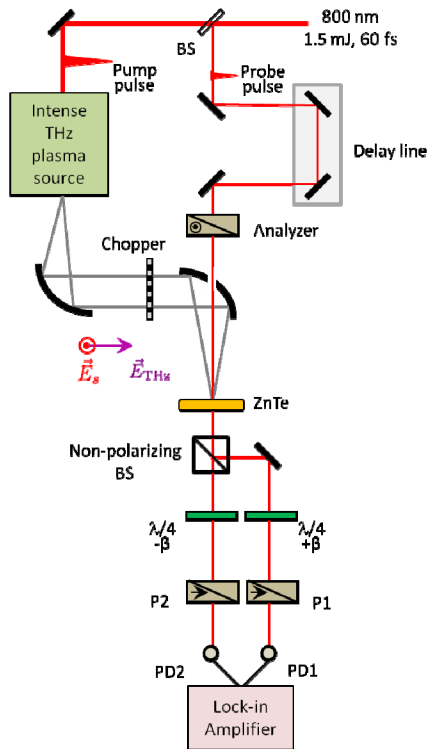 800 nm
1.5 mJ, 60 fs
BS
Pump
pulse
Probe
pulse
Intense
THz
plasma
source
Delay line
Analyzer
Chopper
E⃗s
E⃗THz
ZnTe
Non-polarizing
BS
λ/4
-β
λ/4
+β
P2
P1
PD2
PD1
Lock-in
Amplifier